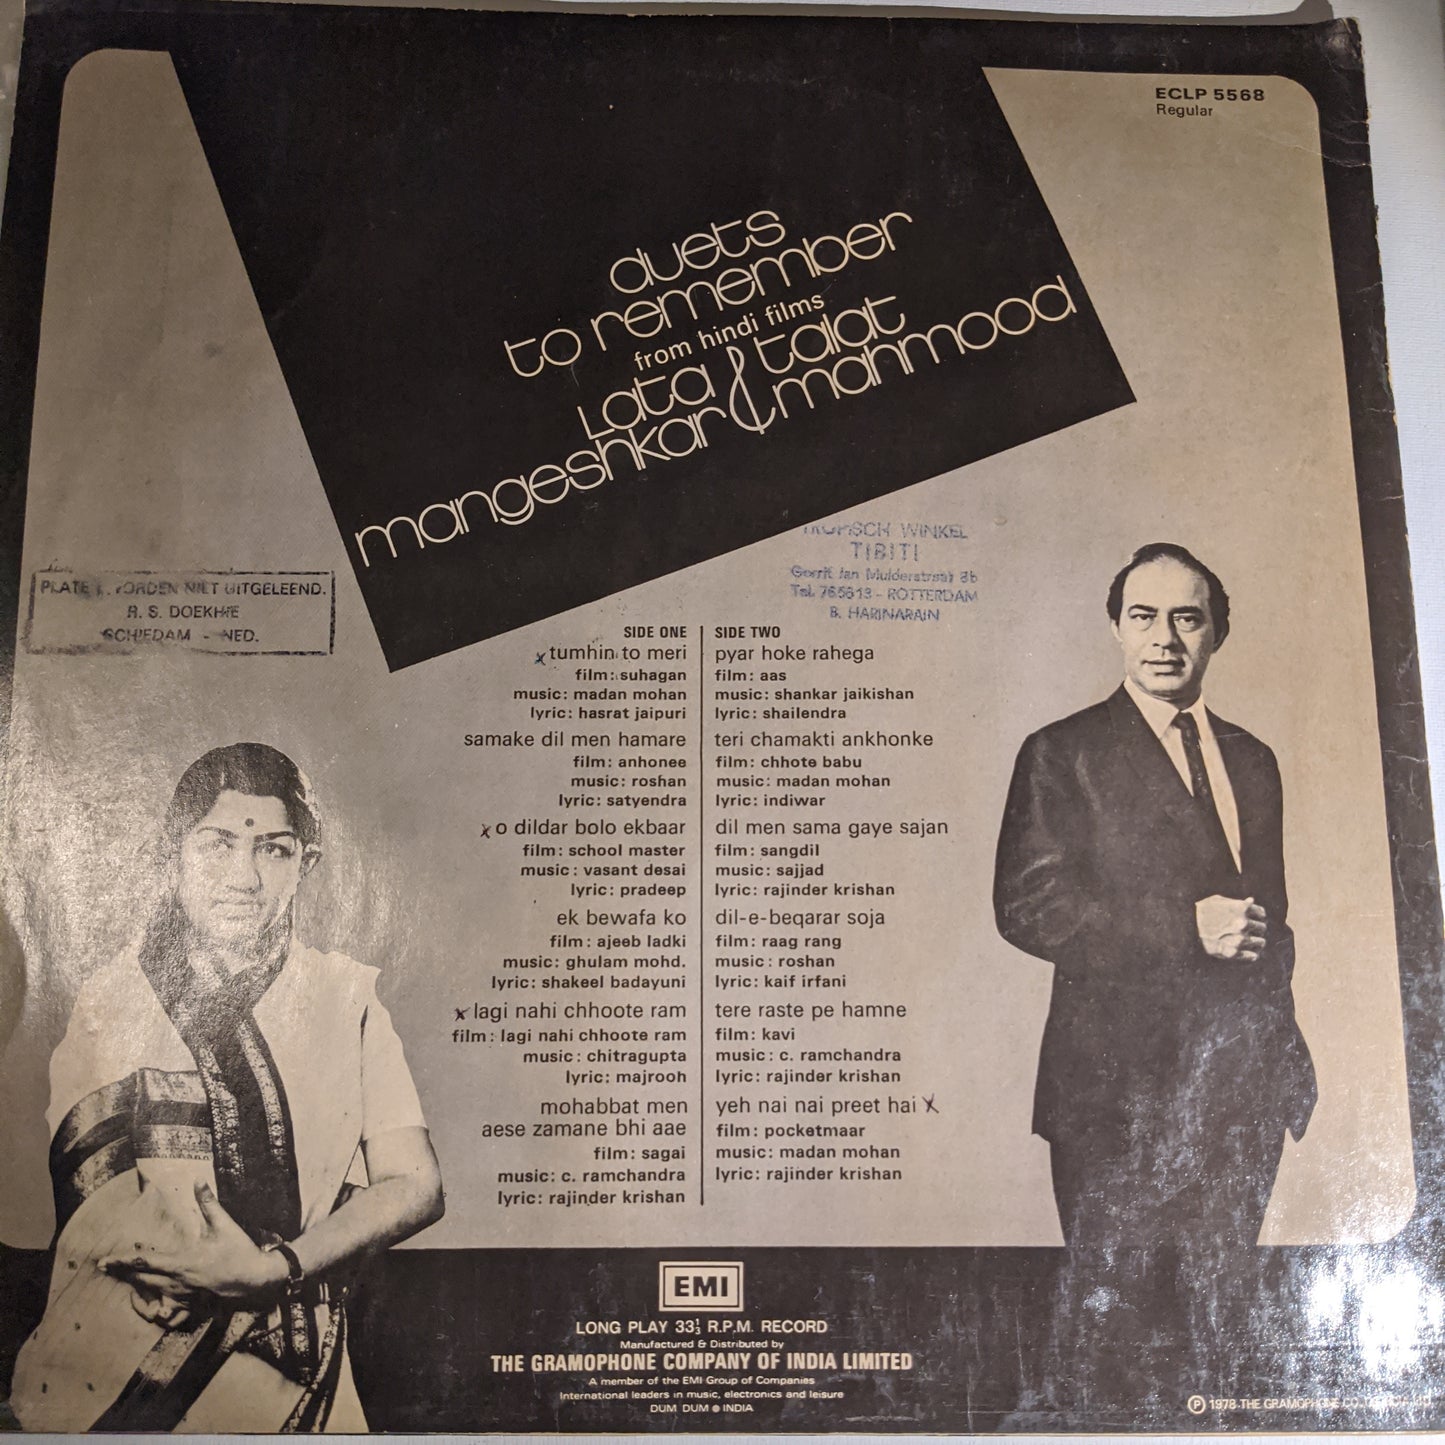 ECLP 5568
Regular
duets
to remember
from hindi films
Lata
mangeshkar
&
talat
mahmood
WINKEL
TIBITI
Gerrit Jan Mulderstraat
Tel. 765813 - ROTTERDAM
B. HARINARAIN
NIET UITGELEEND.
R. S.
SCHIEDAM - NED.
SIDE ONE
tumhin to meri
film: suhagan
music: madan mohan
lyric: hasrat jaipuri
samake dil men hamare
film: anhonee
music: roshan
lyric: satyendra
x o dildar bolo ekbaar
film: school master
music: vasant desai
lyric: pradeep
ek bewafa ko
film: ajeeb ladki
music: ghulam mohd.
lyric: shakeel badayuni
x lagi nahi chhoote ram
film: lagi nahi chhoote ram
music: chitragupta
lyric: majrooh
mohabbat men
aese zamane bhi aae
film: sagai
music: c. ramchandra
lyric: rajinder krishan
SIDE TWO
pyar hoke rahega
film: aas
music: shankar jaikishan
lyric: shailendra
teri chamakti ankhonke
film: chhote babu
music: madan mohan
lyric: indiwar
dil men sama gaye sajan
film: sangdil
music: sajjad
lyric: rajinder krishan
dil-e-beqarar soja
film: raag rang
music: roshan
lyric: kaif irfani
tere raste pe hamne
film: kavi
music: c. ramchandra
lyric: rajinder krishan
yeh nai nai preet hai x
film: pocketmaar
music: madan mohan
lyric: rajinder krishan
EMI
LONG PLAY 33⅓ R.P.M. RECORD
Manufactured & Distributed by
THE GRAMOPHONE COMPANY OF INDIA LIMITED
A member of the EMI Group of Companies
International leaders in music, electronics and leisure
DUM DUM ● INDIA
Ⓟ 1978 THE GRAMOPHONE CO.